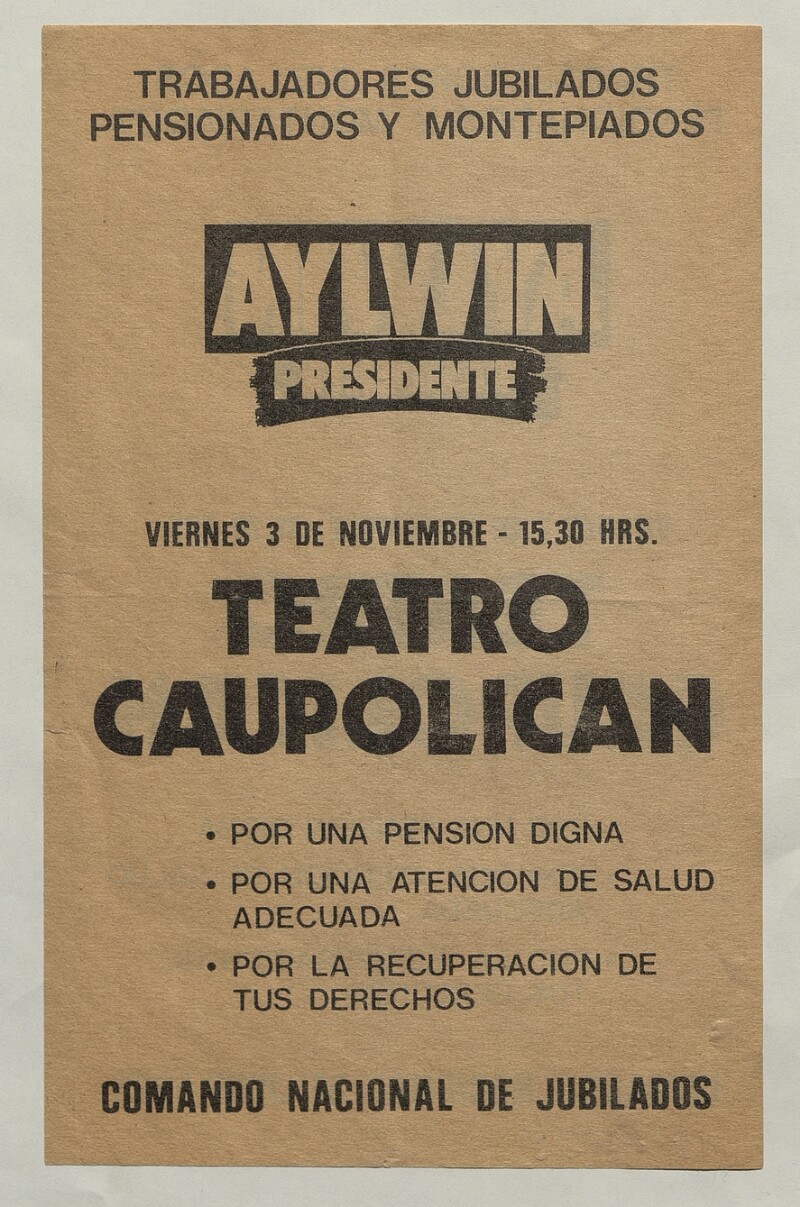 TRABAJADORES JUBILADOS
PENSIONADOS Y MONTEPIADOS
AYLWIN
PRESIDENTE
VIERNES 3 DE NOVIEMBRE - 15,30 HRS.
TEATRO
CAUPOLICAN
• POR UNA PENSION DIGNA
• POR UNA ATENCION DE SALUD
ADECUADA
• POR LA RECUPERACION DE
TUS DERECHOS
COMANDO NACIONAL DE JUBILADOS